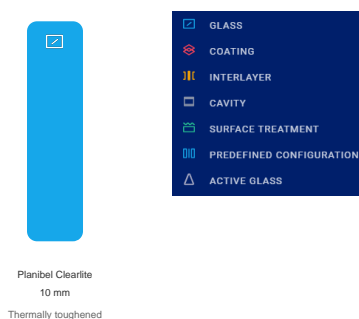 GLASS
COATING
INTERLAYER
CAVITY
SURFACE TREATMENT
PREDEFINED CONFIGURATION
ACTIVE GLASS
Planibel Clearlite
10 mm
Thermally toughened